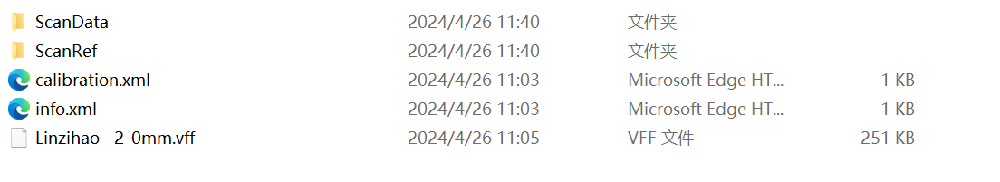 ScanData 2024/4/26 11:40 文件夹
ScanRef 2024/4/26 11:40 文件夹
calibration.xml 2024/4/26 11:03 Microsoft Edge HT... 1 KB
info.xml 2024/4/26 11:03 Microsoft Edge HT... 1 KB
Linzihao__2_0mm.vff 2024/4/26 11:05 VFF 文件 251 KB